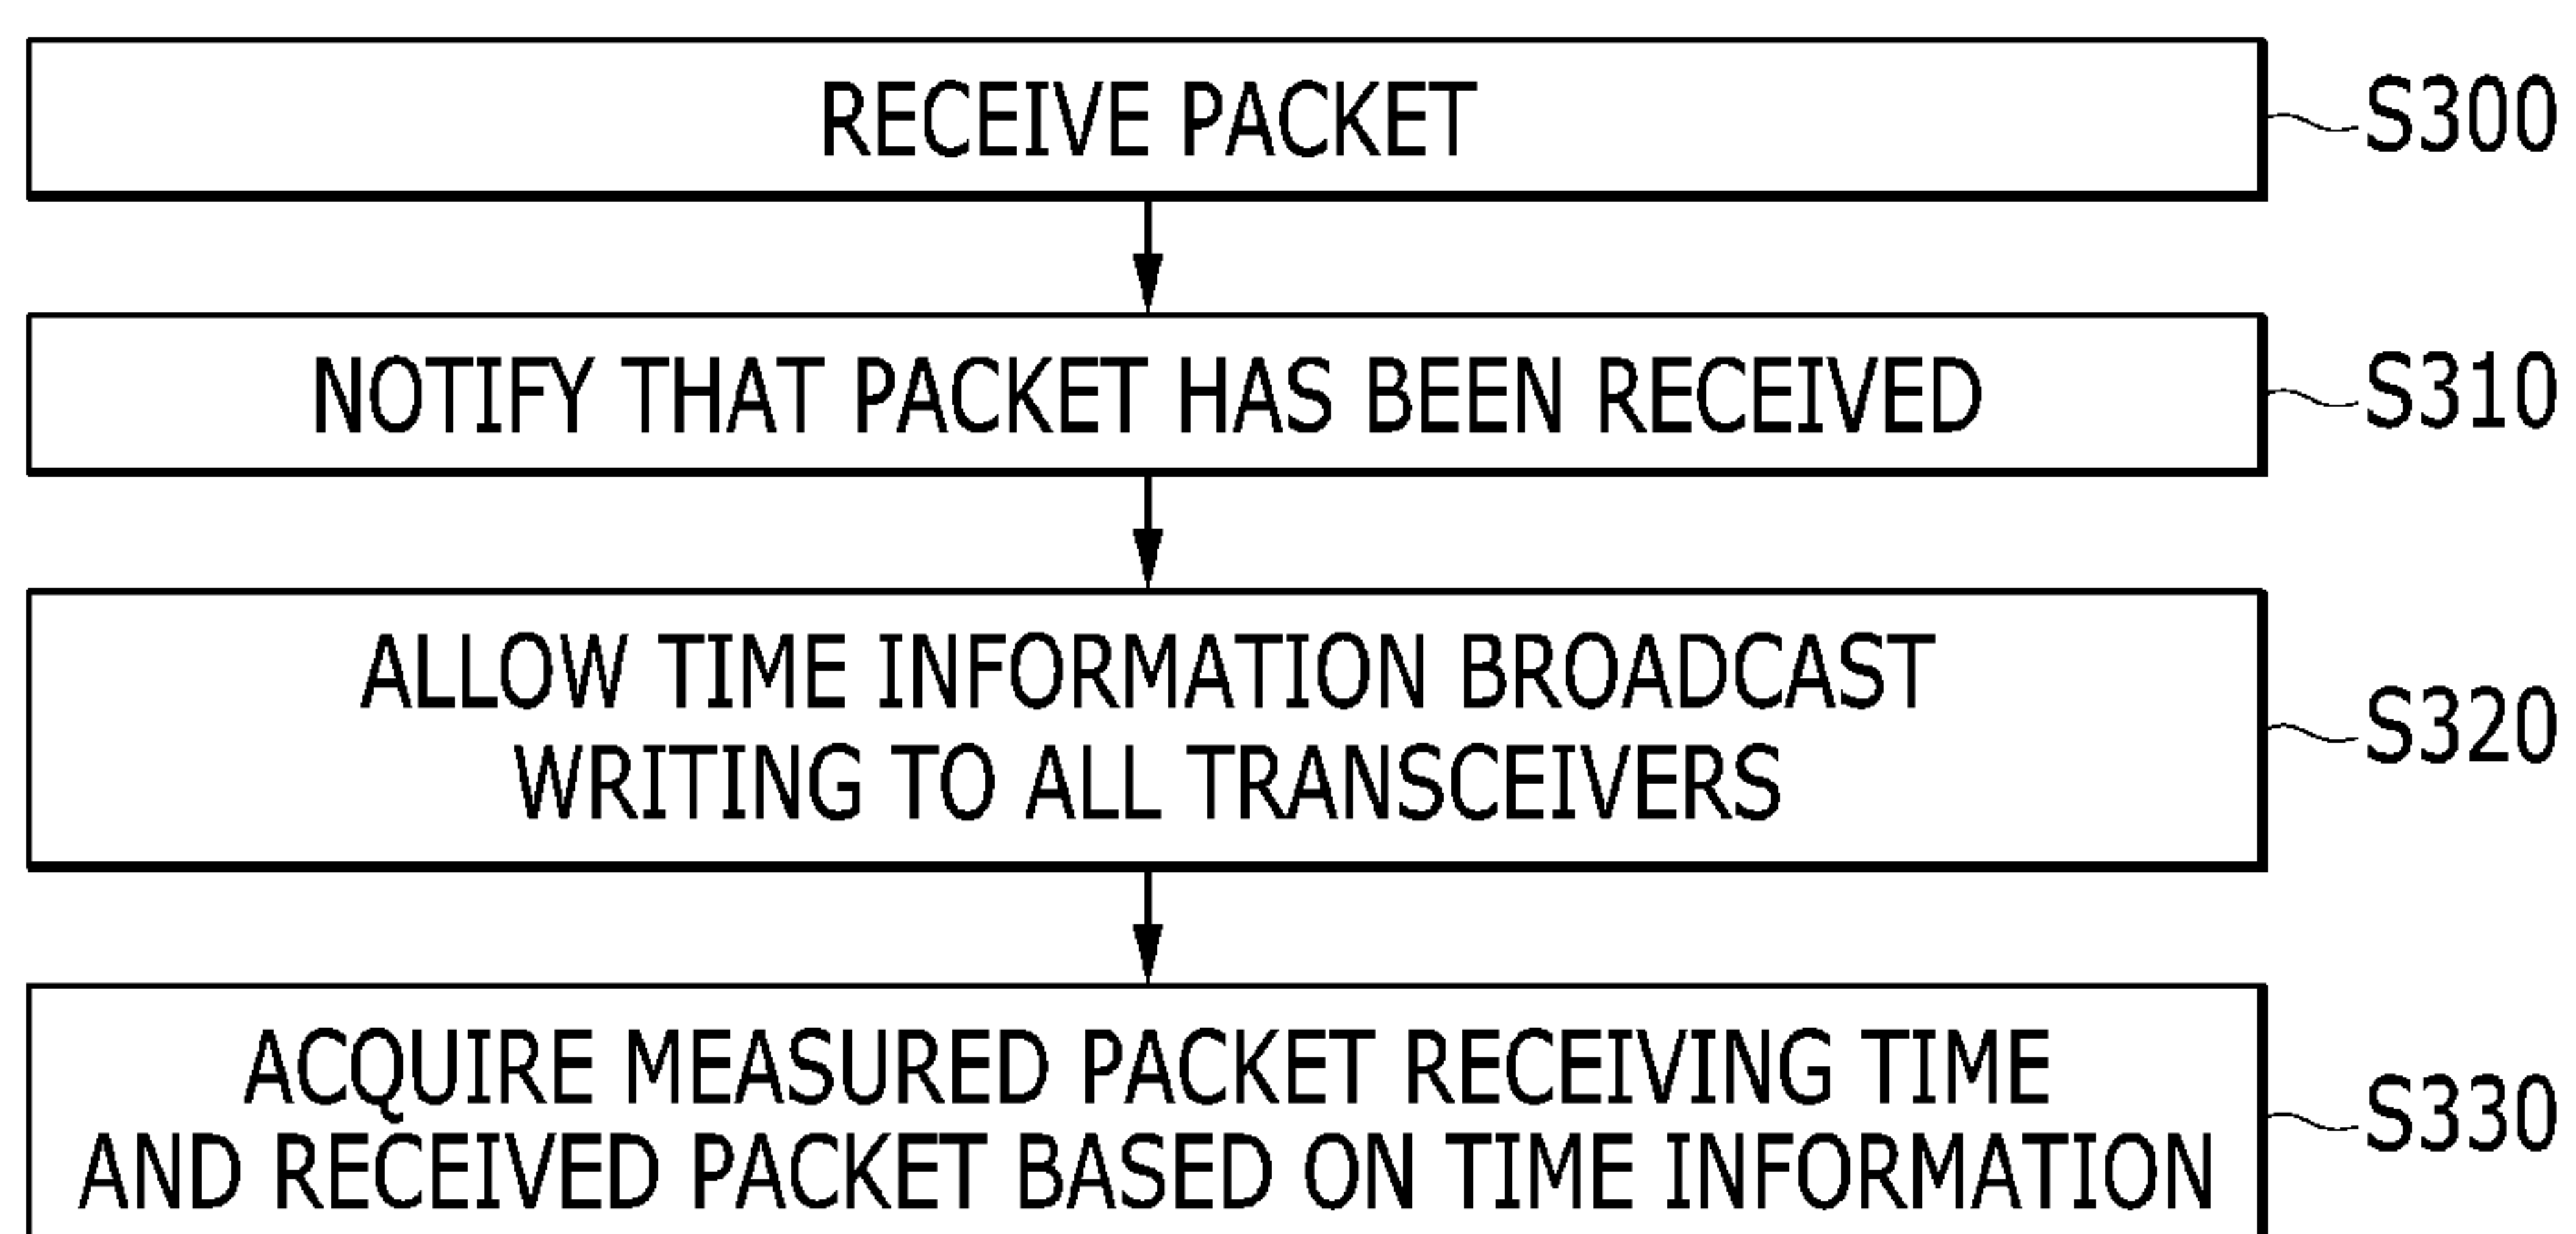 RECEIVE PACKET
S300
NOTIFY THAT PACKET HAS BEEN RECEIVED
S310
ALLOW TIME INFORMATION BROADCAST
WRITING TO ALL TRANSCEIVERS
S320
ACQUIRE MEASURED PACKET RECEIVING TIME
AND RECEIVED PACKET BASED ON TIME INFORMATION
S330